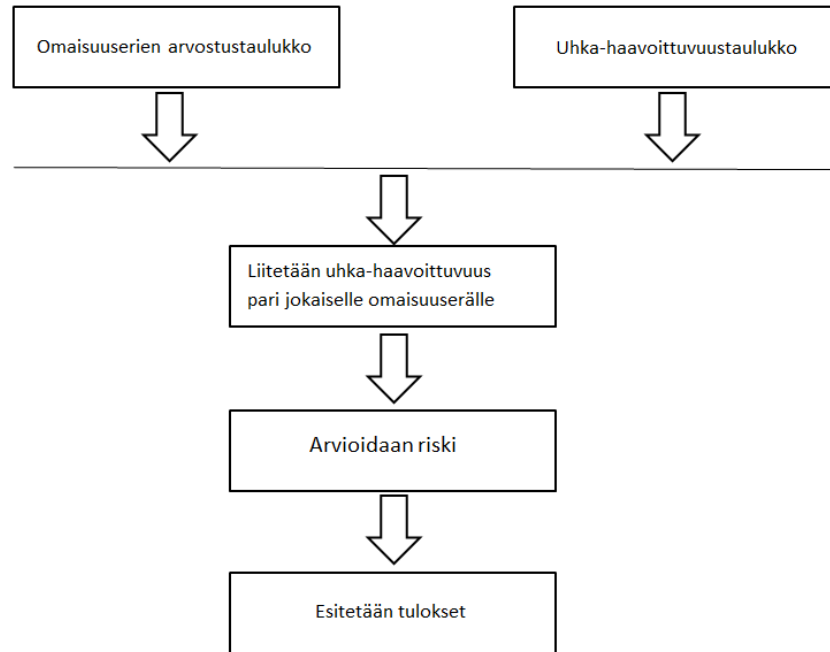 Omaisuuserien arvostustaulukko
Uhka-haavoittuvuustaulukko
Liitetään uhka-haavoittuvuus
pari jokaiselle omaisuuserälle
Arvioidaan riski
Esitetään tulokset